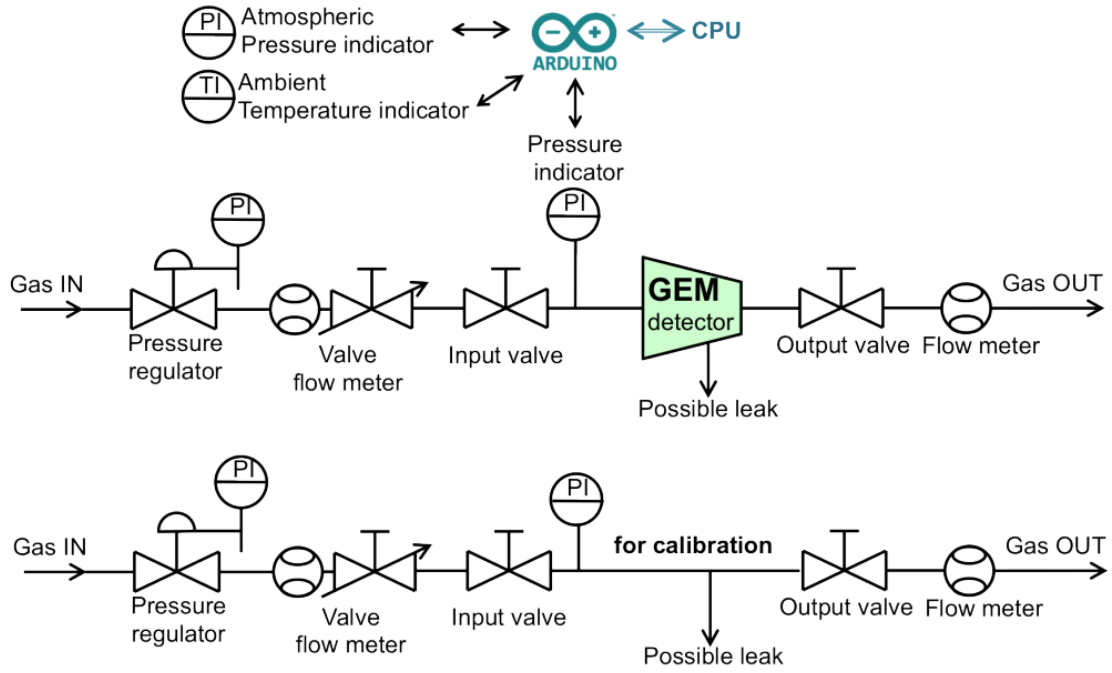 PI Atmospheric
Pressure indicator
TI Ambient
Temperature indicator
ARDUINO
CPU
Pressure
indicator
PI
PI
Gas IN
Pressure
regulator
Valve
flow meter
Input valve
GEM
detector
Possible leak
Output valve
Flow meter
Gas OUT
PI
PI
Gas IN
Pressure
regulator
Valve
flow meter
Input valve
for calibration
Possible leak
Output valve
Flow meter
Gas OUT